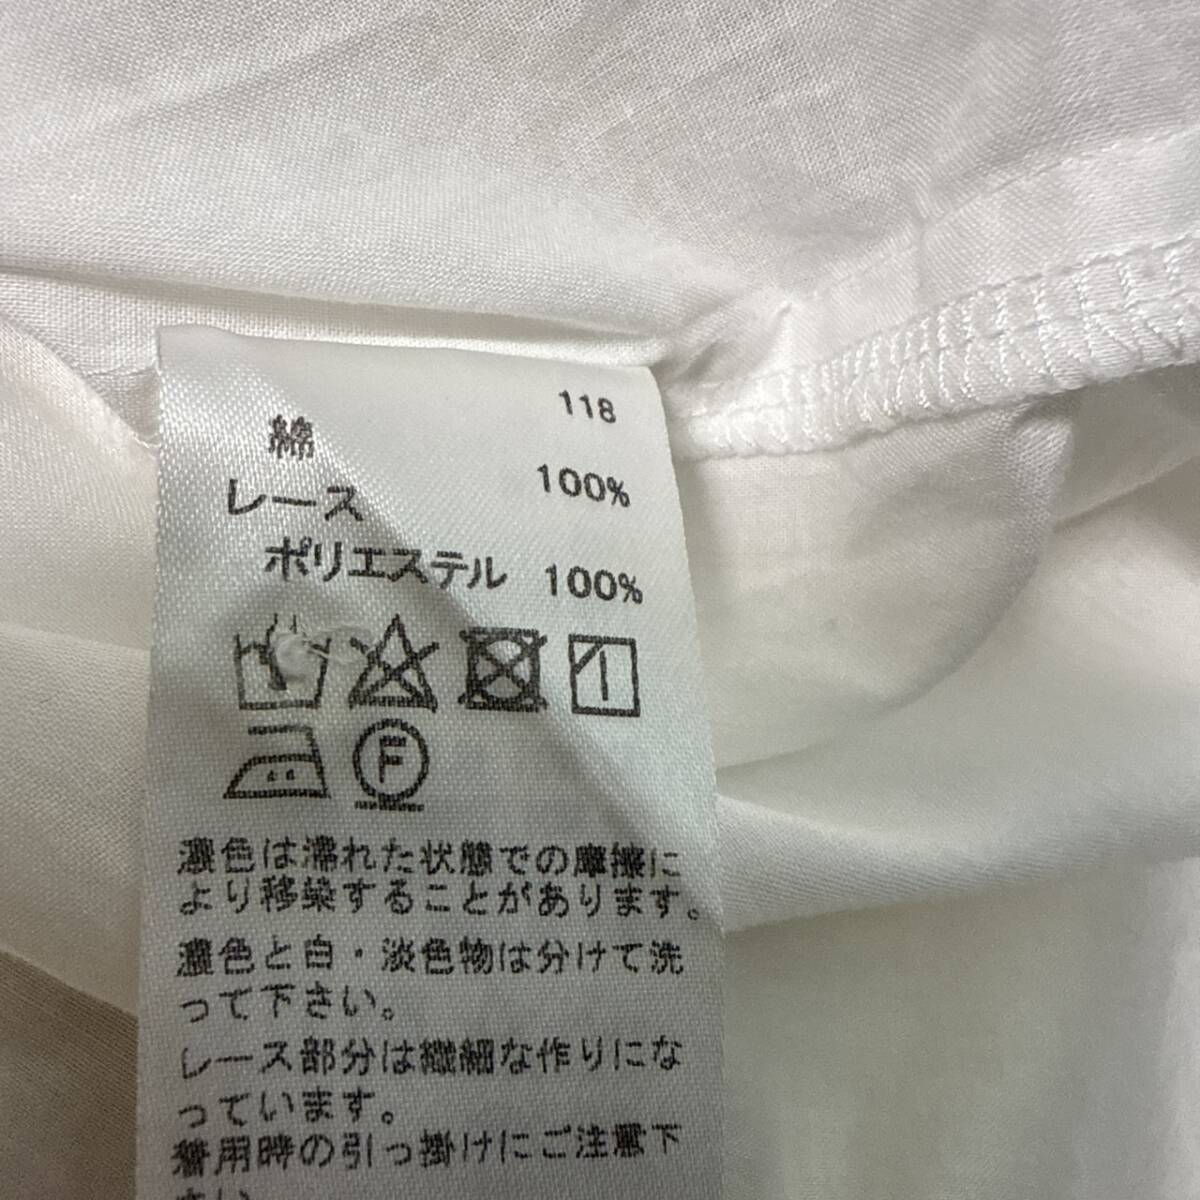 118
綿 100%
レース
ポリエステル 100%
F
濃色は濡れた状態での摩擦に
より移染することがあります。
濃色と白・淡色物は分けて洗
って下さい。
レース部分は繊細な作りにな
っています。
着用時の引っ掛けにご注意下
さい